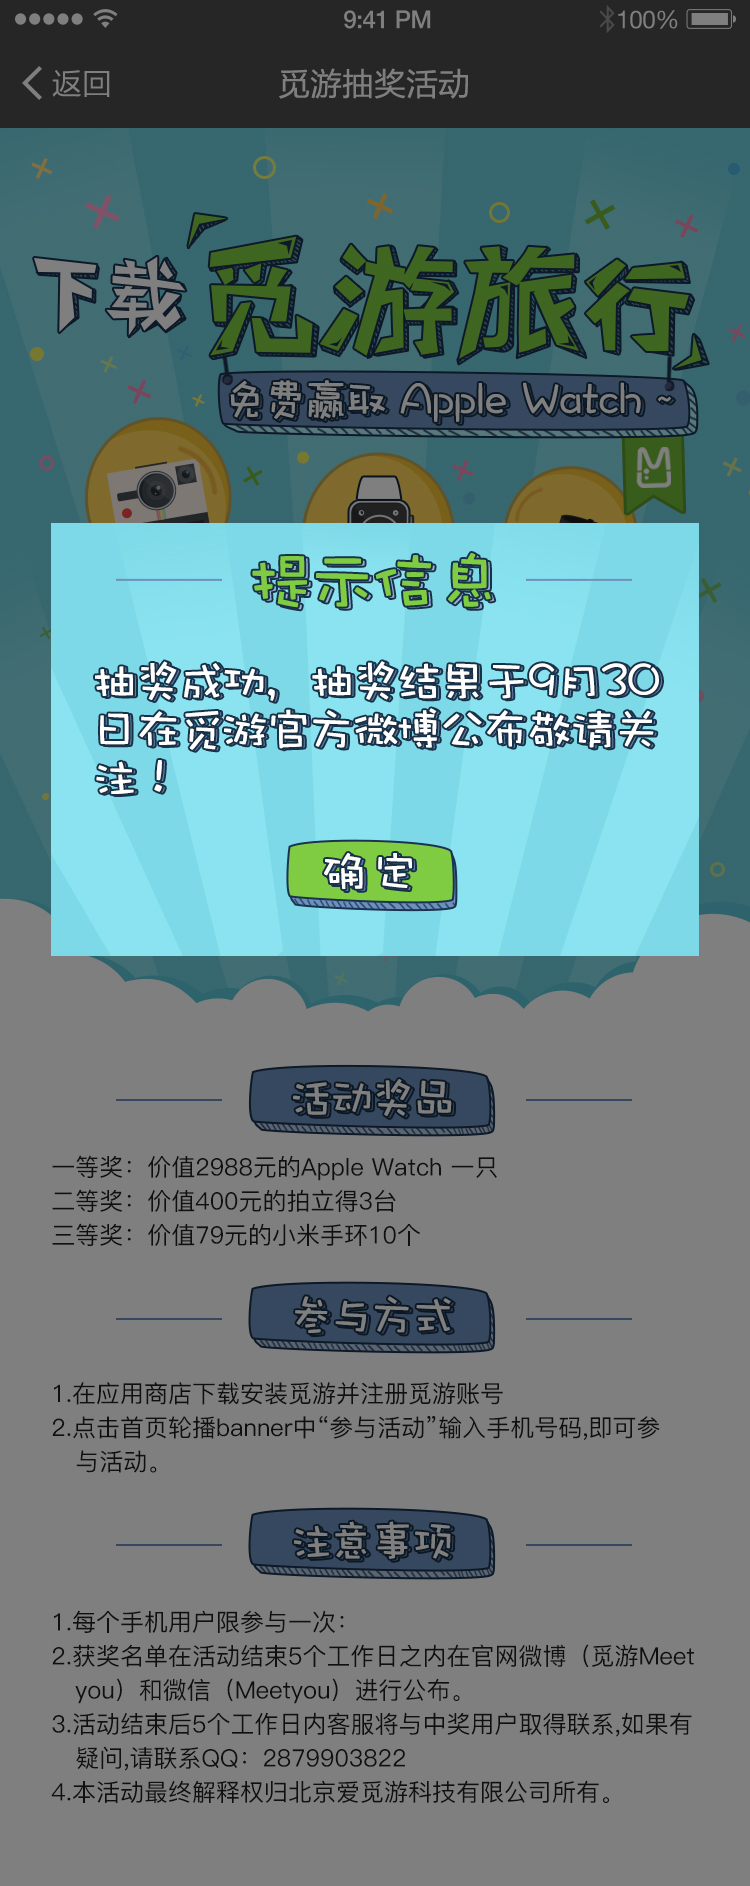 9:41 PM
100%
返回
觅游抽奖活动
下载 觅游旅行
免费赢取 Apple Watch ~
M
提示信息
抽奖成功，抽奖结果于9月30
日在觅游官方微博公布敬请关
注！
确定
活动奖品
一等奖：价值2988元的Apple Watch 一只
二等奖：价值400元的拍立得3台
三等奖：价值79元的小米手环10个
参与方式
1.在应用商店下载安装觅游并注册觅游账号
2.点击首页轮播banner中“参与活动”输入手机号码,即可参
与活动。
注意事项
1.每个手机用户限参与一次：
2.获奖名单在活动结束5个工作日之内在官网微博（觅游Meet
you）和微信（Meetyou）进行公布。
3.活动结束后5个工作日内客服将与中奖用户取得联系,如果有
疑问,请联系QQ：2879903822
4.本活动最终解释权归北京爱觅游科技有限公司所有。